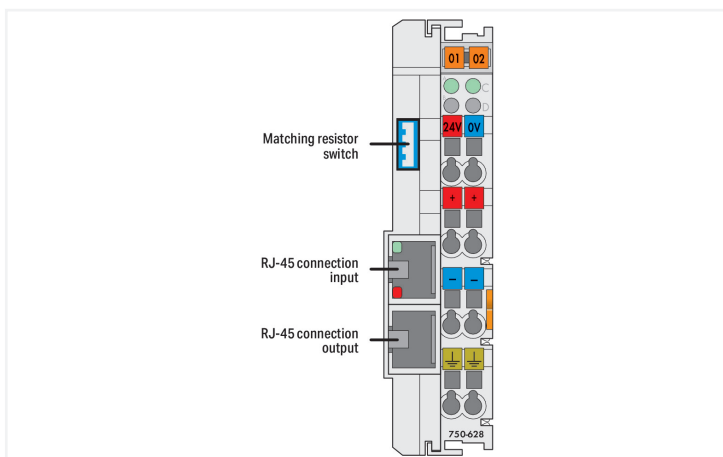 01 02
C
D
24V 0V
Matching resistor
switch
+ +
RJ-45 connection
input
– –
RJ-45 connection
output
750-628